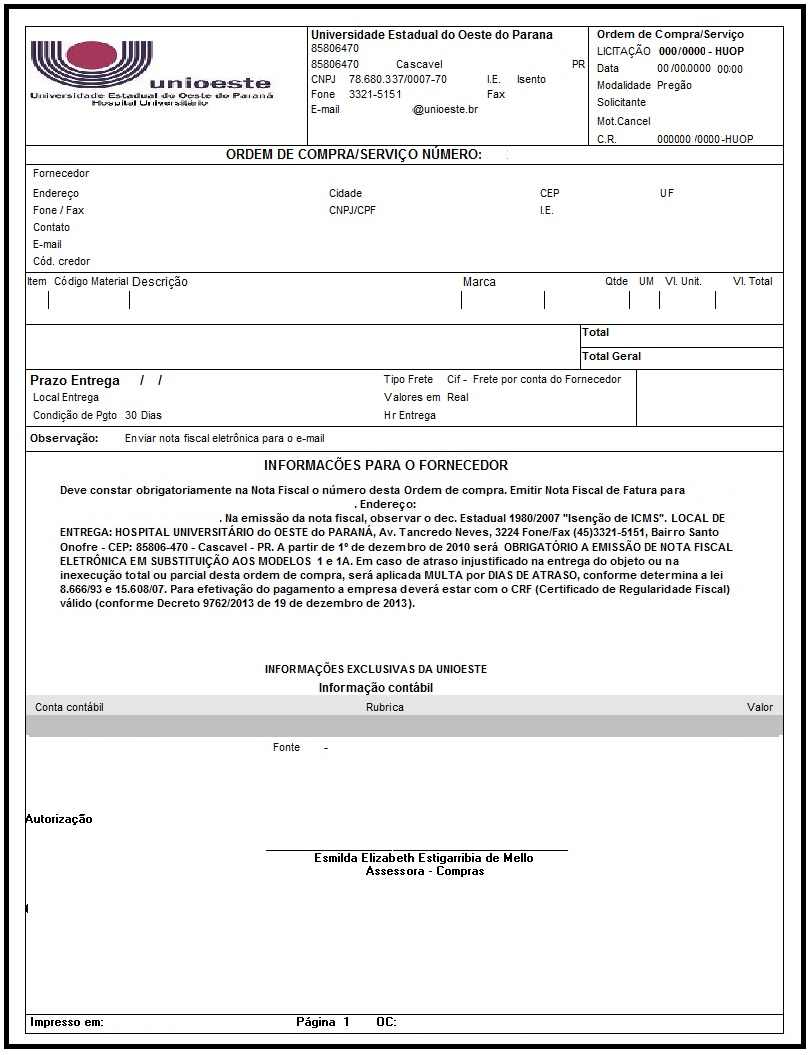 unioeste
Universidade Estadual do Oeste do Paraná
Hospital Universitário
Universidade Estadual do Oeste do Parana
85806470
85806470 Cascavel PR
CNPJ 78.680.337/0007-70 I.E. Isento
Fone 3321-5151 Fax
E-mail @unioeste.br
Ordem de Compra/Serviço
LICITAÇÃO 000/0000 - HUOP
Data 00/00.0000 00:00
Modalidade Pregão
Solicitante
Mot.Cancel
C.R. 000000 /0000 -HUOP
ORDEM DE COMPRA/SERVIÇO NÚMERO:
Fornecedor
Endereço Cidade CEP UF
Fone / Fax CNPJ/CPF I.E.
Contato
E-mail
Cód. credor
Item Código Material Descrição Marca Qtde UM Vl. Unit. Vl. Total
Total
Total Geral
Prazo Entrega / / Tipo Frete Cif - Frete por conta do Fornecedor
Local Entrega Valores em Real
Condição de Pgto 30 Dias Hr Entrega
Observação: Enviar nota fiscal eletrônica para o e-mail
INFORMACÕES PARA O FORNECEDOR
Deve constar obrigatoriamente na Nota Fiscal o número desta Ordem de compra. Emitir Nota Fiscal de Fatura para
. Endereço:
. Na emissão da nota fiscal, observar o dec. Estadual 1980/2007 "Isenção de ICMS". LOCAL DE
ENTREGA: HOSPITAL UNIVERSITÁRIO do OESTE do PARANÁ, Av. Tancredo Neves, 3224 Fone/Fax (45)3321-5151, Bairro Santo
Onofre - CEP: 85806-470 - Cascavel - PR. A partir de 1º de dezembro de 2010 será OBRIGATÓRIO A EMISSÃO DE NOTA FISCAL
ELETRÔNICA EM SUBSTITUIÇÃO AOS MODELOS 1 e 1A. Em caso de atraso injustificado na entrega do objeto ou na
inexecução total ou parcial desta ordem de compra, será aplicada MULTA por DIAS DE ATRASO, conforme determina a lei
8.666/93 e 15.608/07. Para efetivação do pagamento a empresa deverá estar com o CRF (Certificado de Regularidade Fiscal)
válido (conforme Decreto 9762/2013 de 19 de dezembro de 2013).
INFORMAÇÕES EXCLUSIVAS DA UNIOESTE
Informação contábil
Conta contábil Rubrica Valor
Fonte -
Autorização
Esmilda Elizabeth Estigarribia de Mello
Assessora - Compras
Impresso em: Página 1 OC: